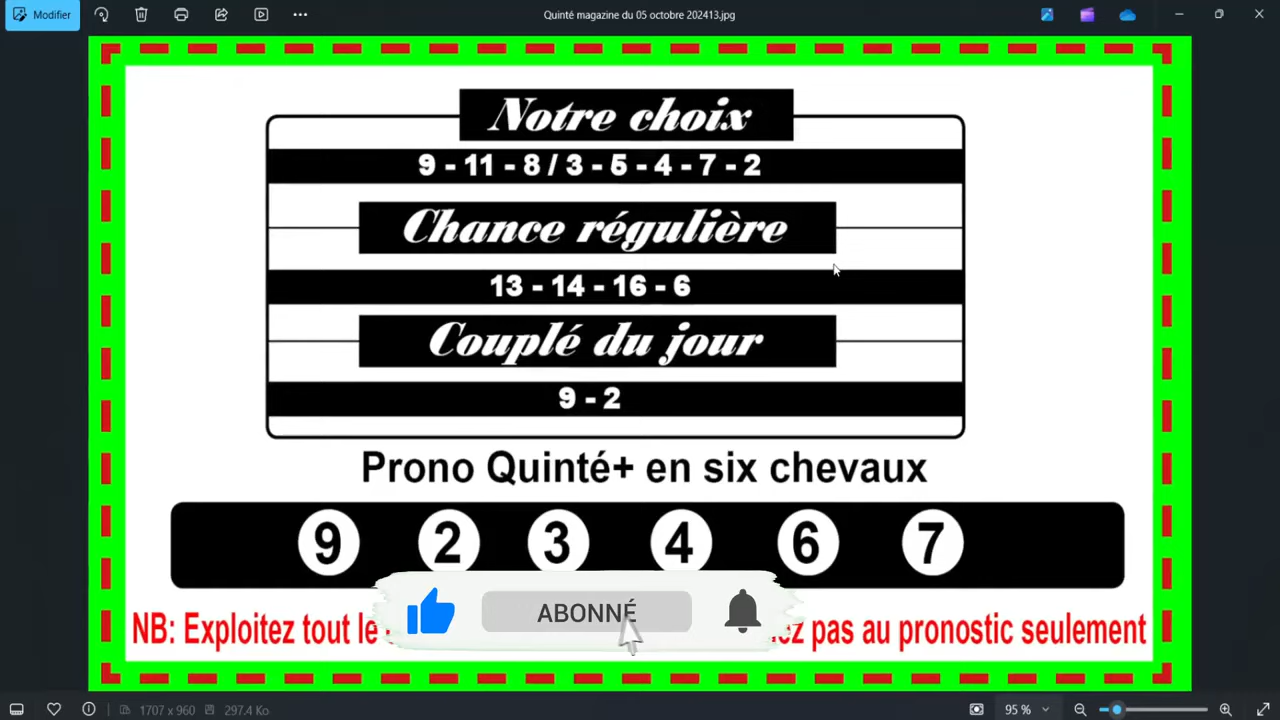 Modifier
Quinté magazine du 05 octobre 202413.jpg
Notre choix
9 - 11 - 8 / 3 - 5 - 4 - 7 - 2
Chance régulière
13 - 14 - 16 - 6
Couplé du jour
9 - 2
Prono Quinté+ en six chevaux
9 2 3 4 6 7
ABONNÉ
NB: Exploitez tout le pas au pronostic seulement
1707 x 960 297.4 Ko 95 %